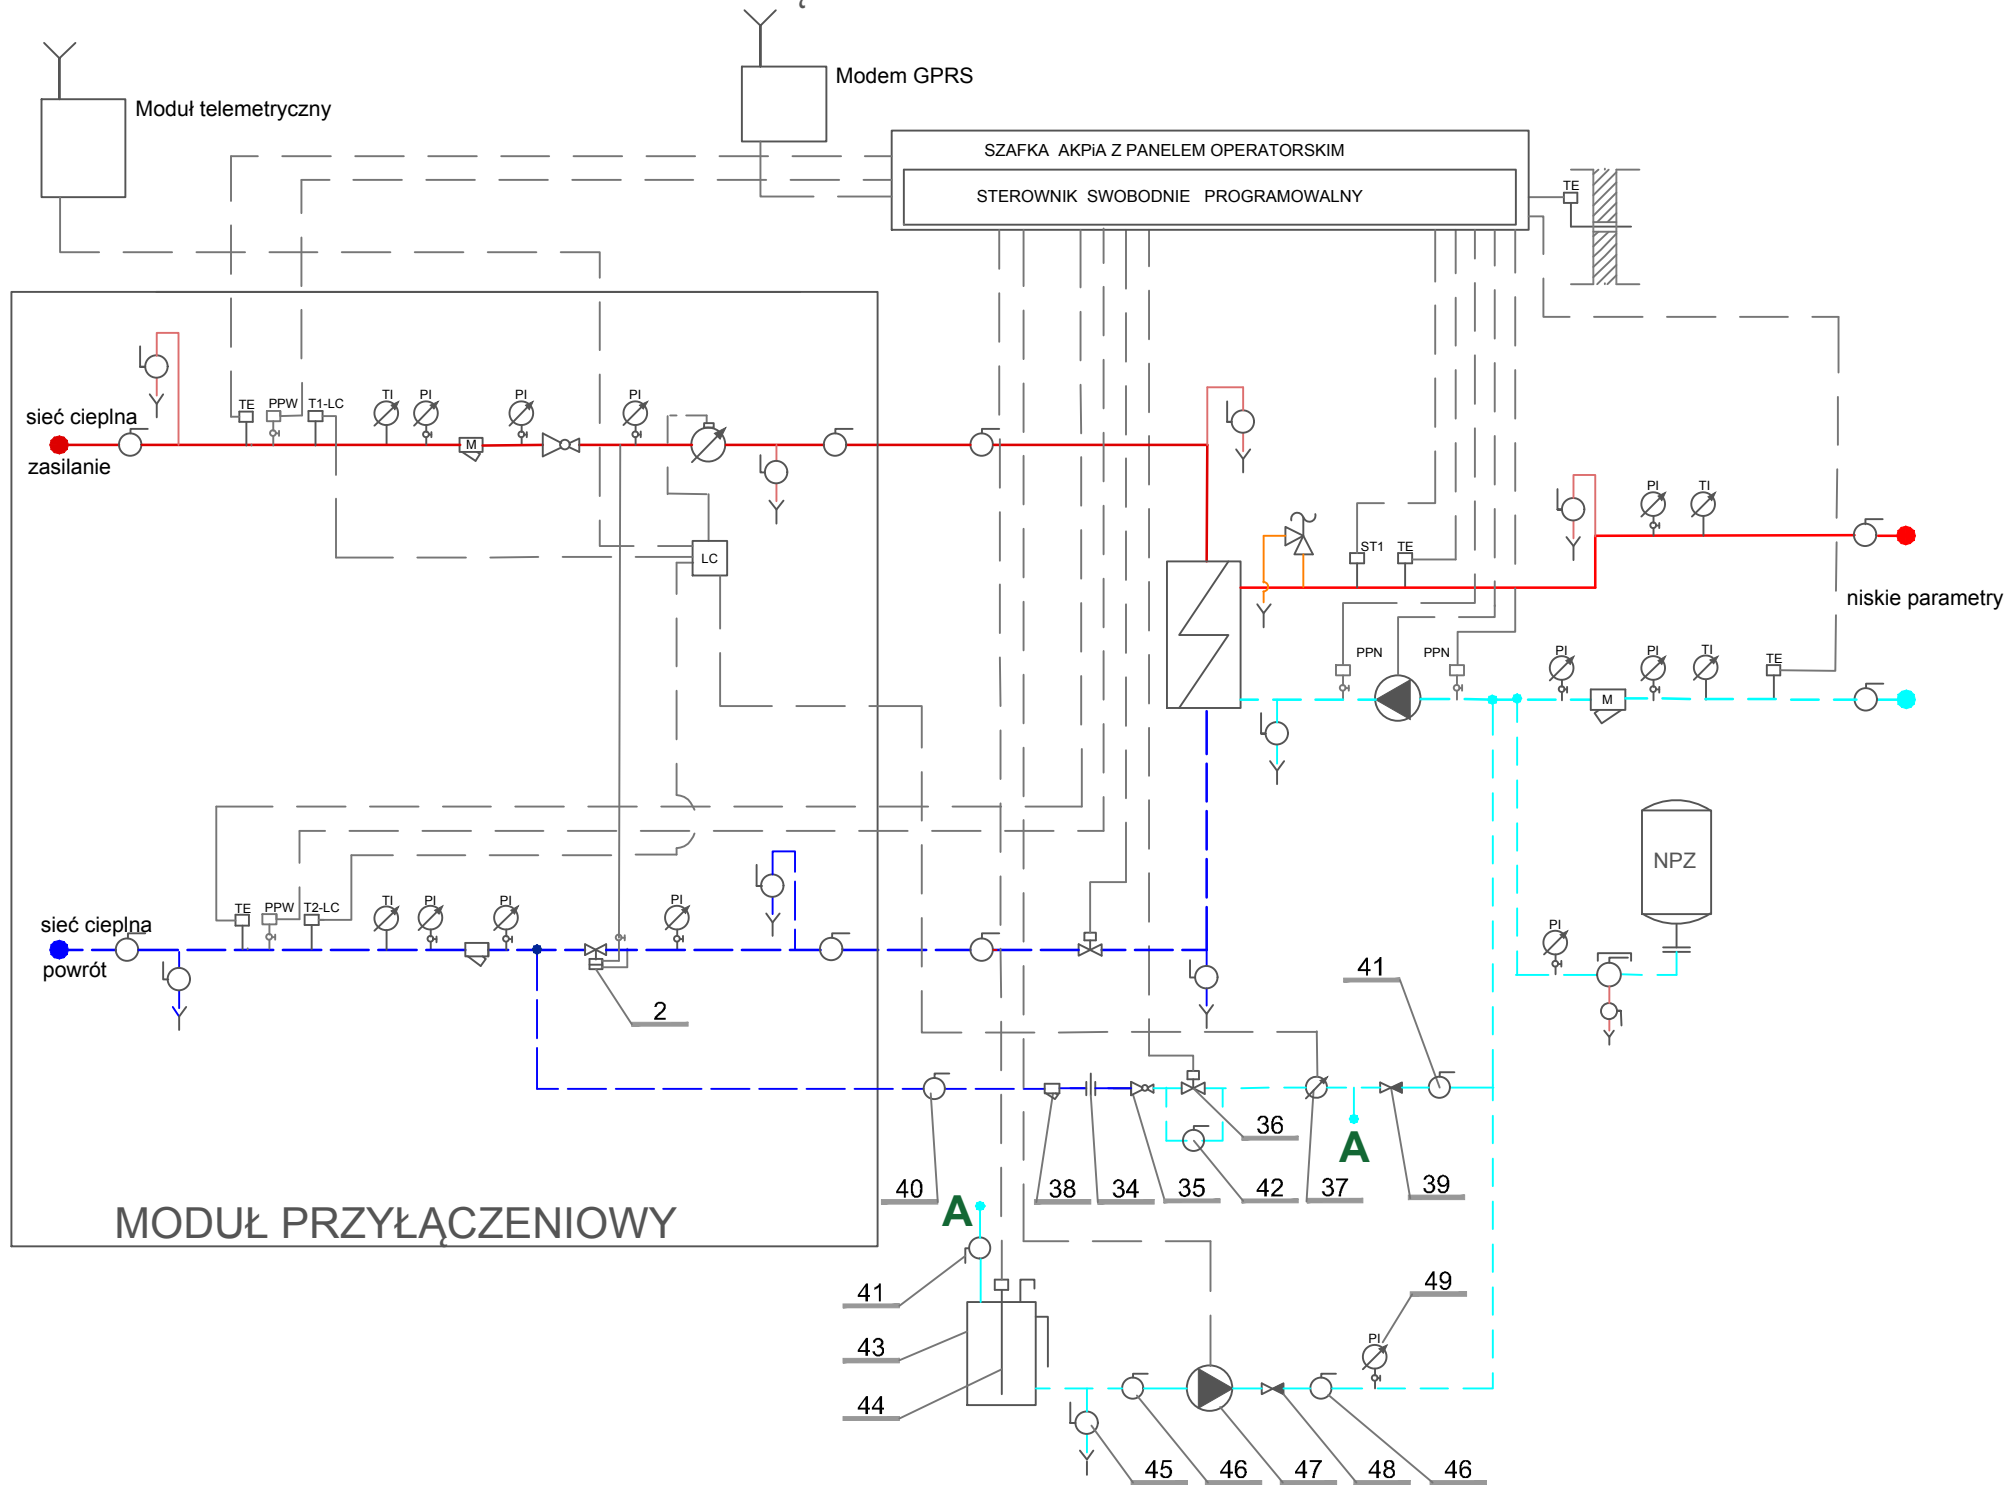 Modem GPRS
Moduł telemetryczny
SZAFKA AKPiA Z PANELEM OPERATORSKIM
STEROWNIK SWOBODNIE PROGRAMOWALNY
TE
TE
PPW
T1-LC
TI
PI
PI
PI
sieć cieplna
M
zasilanie
LC
PI
TI
ST1
TE
niskie parametry
PPN
PPN
PI
PI
TI
TE
M
NPZ
TE
PPW
T2-LC
TI
PI
PI
PI
sieć cieplna
powrót
PI
2
41
36
A
40
38
34
35
42
37
39
A
MODUŁ PRZYŁĄCZENIOWY
41
49
43
PI
44
45
46
47
48
46